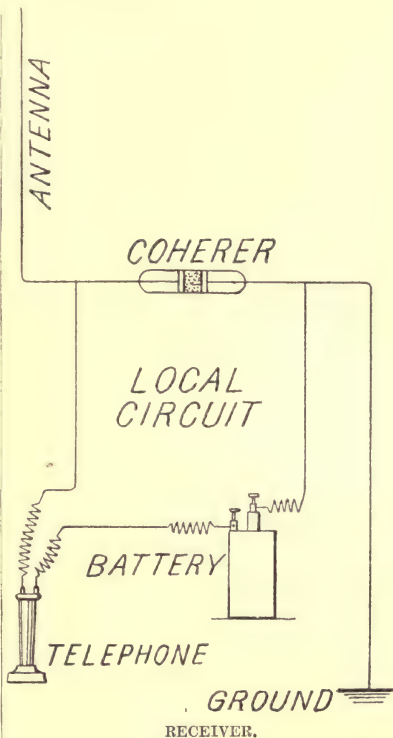 ANTENNA
COHERER
LOCAL
CIRCUIT
BATTERY
TELEPHONE
GROUND
RECEIVER.